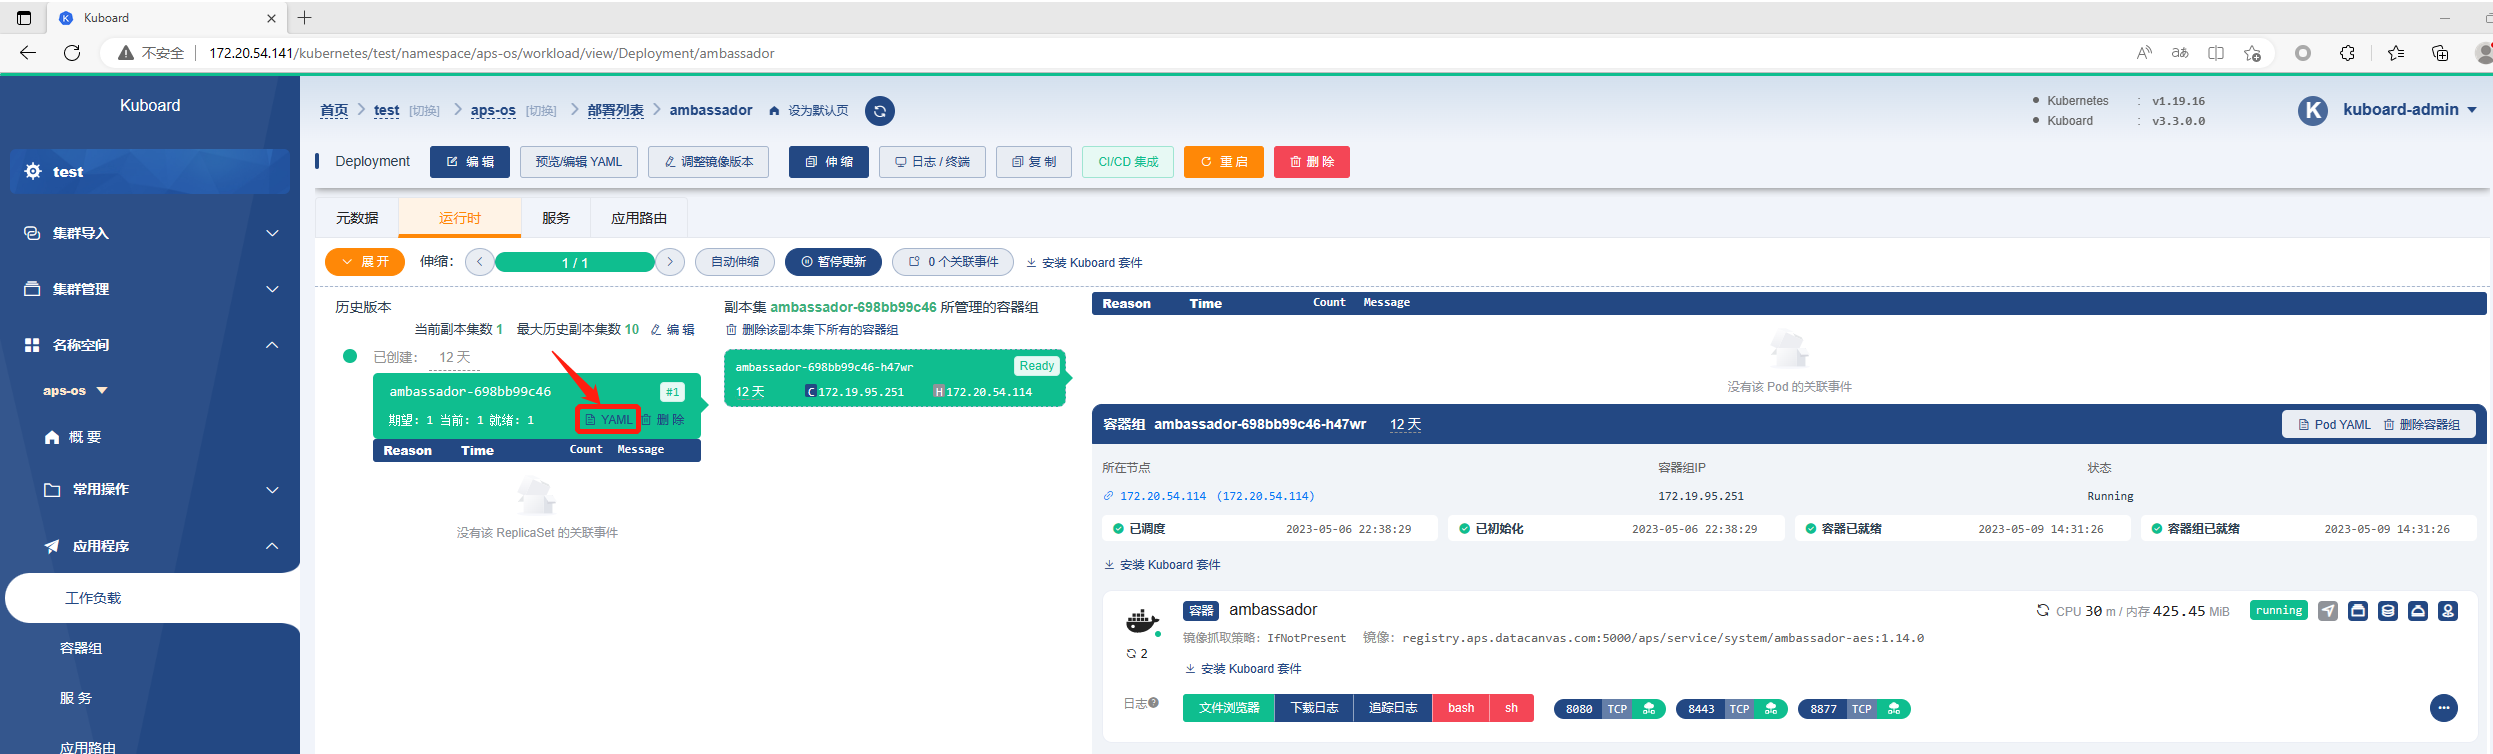 Kuboard
不安全 172.20.54.141/kubernetes/test/namespace/aps-os/workload/view/Deployment/ambassador
Kuboard
首页 test [切换] aps-os [切换] 部署列表 ambassador 设为默认页
Kubernetes : v1.19.16
Kuboard : v3.3.0.0
K kuboard-admin
test
Deployment 编辑 预览/编辑 YAML 调整镜像版本 伸缩 日志 / 终端 复制 CI/CD 集成 重启 删除
元数据 运行时 服务 应用路由
集群导入
集群管理
名称空间
aps-os
概要
常用操作
应用程序
工作负载
容器组
服务
应用路由
展开 伸缩: 1 / 1 自动伸缩 暂停更新 0 个关联事件 安装 Kuboard 套件
历史版本
当前副本集数 1 最大历史副本集数 10 编辑
已创建: 12 天
ambassador-698bb99c46 #1
期望: 1 当前: 1 就绪: 1 YAML 删除
Reason Time Count Message
没有该 ReplicaSet 的关联事件
副本集 ambassador-698bb99c46 所管理的容器组
删除该副本集下所有的容器组
ambassador-698bb99c46-h47wr Ready
12 天 C 172.19.95.251 H 172.20.54.114
Reason Time Count Message
没有该 Pod 的关联事件
容器组 ambassador-698bb99c46-h47wr 12 天 Pod YAML 删除容器组
所在节点 容器组IP 状态
172.20.54.114 (172.20.54.114) 172.19.95.251 Running
已调度 2023-05-06 22:38:29 已初始化 2023-05-06 22:38:29 容器已就绪 2023-05-09 14:31:26 容器组已就绪 2023-05-09 14:31:26
安装 Kuboard 套件
容器 ambassador CPU 30 m / 内存 425.45 MiB running
镜像抓取策略: IfNotPresent 镜像: registry.aps.datacanvas.com:5000/aps/service/system/ambassador-aes:1.14.0
2
安装 Kuboard 套件
日志 文件浏览器 下载日志 追踪日志 bash sh 8080 TCP 8443 TCP 8877 TCP